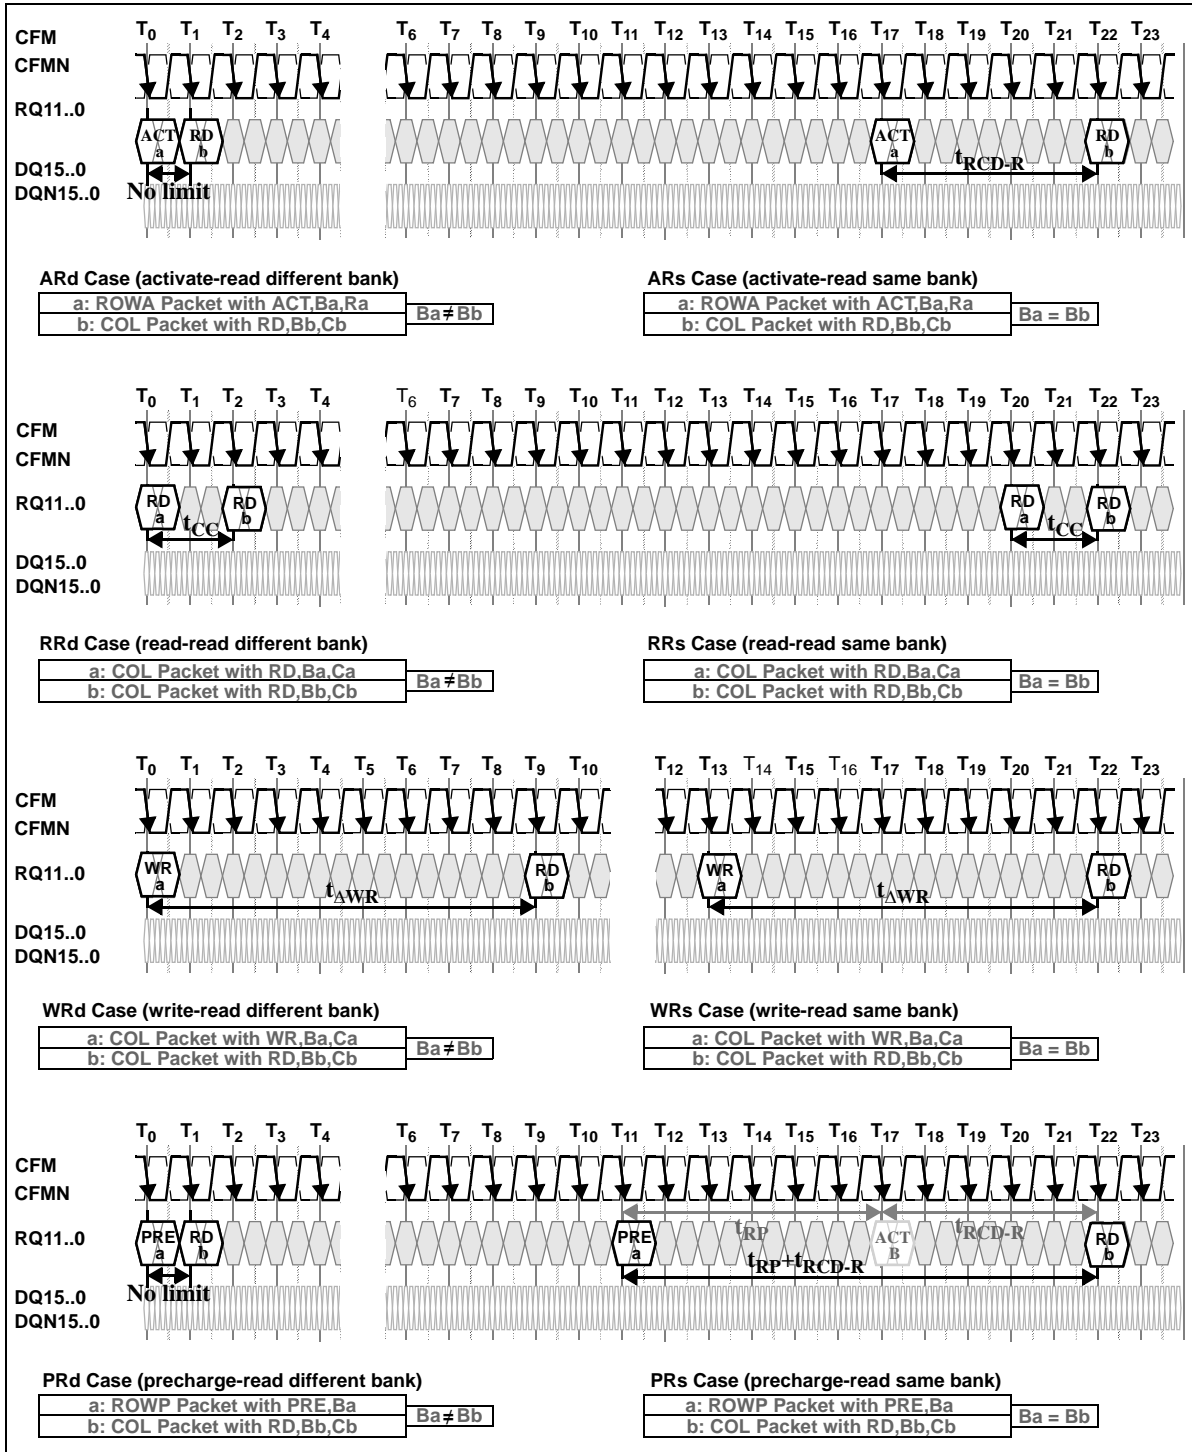 T0 T1 T2 T3 T4 T6 T7 T8 T9 T10 T11 T12 T13 T14 T15 T16 T17 T18 T19 T20 T21 T22 T23
CFM
CFMN
RQ11..0
ACT a RD b ACT a RD b
tRCD-R
DQ15..0
No limit
DQN15..0
ARd Case (activate-read different bank) ARs Case (activate-read same bank)
a: ROWA Packet with ACT,Ba,Ra Ba≠Bb a: ROWA Packet with ACT,Ba,Ra Ba = Bb
b: COL Packet with RD,Bb,Cb b: COL Packet with RD,Bb,Cb
T0 T1 T2 T3 T4 T6 T7 T8 T9 T10 T11 T12 T13 T14 T15 T16 T17 T18 T19 T20 T21 T22 T23
CFM
CFMN
RQ11..0 RD a RD b RD a RD b
tCC tCC
DQ15..0
DQN15..0
RRd Case (read-read different bank) RRs Case (read-read same bank)
a: COL Packet with RD,Ba,Ca Ba≠Bb a: COL Packet with RD,Ba,Ca Ba = Bb
b: COL Packet with RD,Bb,Cb b: COL Packet with RD,Bb,Cb
T0 T1 T2 T3 T4 T5 T6 T7 T8 T9 T10 T12 T13 T14 T15 T16 T17 T18 T19 T20 T21 T22 T23
CFM
CFMN
RQ11..0 WR a RD b WR a RD b
tΔWR tΔWR
DQ15..0
DQN15..0
WRd Case (write-read different bank) WRs Case (write-read same bank)
a: COL Packet with WR,Ba,Ca Ba≠Bb a: COL Packet with WR,Ba,Ca Ba = Bb
b: COL Packet with RD,Bb,Cb b: COL Packet with RD,Bb,Cb
T0 T1 T2 T3 T4 T6 T7 T8 T9 T10 T11 T12 T13 T14 T15 T16 T17 T18 T19 T20 T21 T22 T23
CFM
CFMN
tRP tRCD-R
RQ11..0 PRE a RD b PRE a ACT B RD b
tRP+tRCD-R
No limit
DQ15..0
DQN15..0
PRd Case (precharge-read different bank) PRs Case (precharge-read same bank)
a: ROWP Packet with PRE,Ba Ba≠Bb a: ROWP Packet with PRE,Ba Ba = Bb
b: COL Packet with RD,Bb,Cb b: COL Packet with RD,Bb,Cb